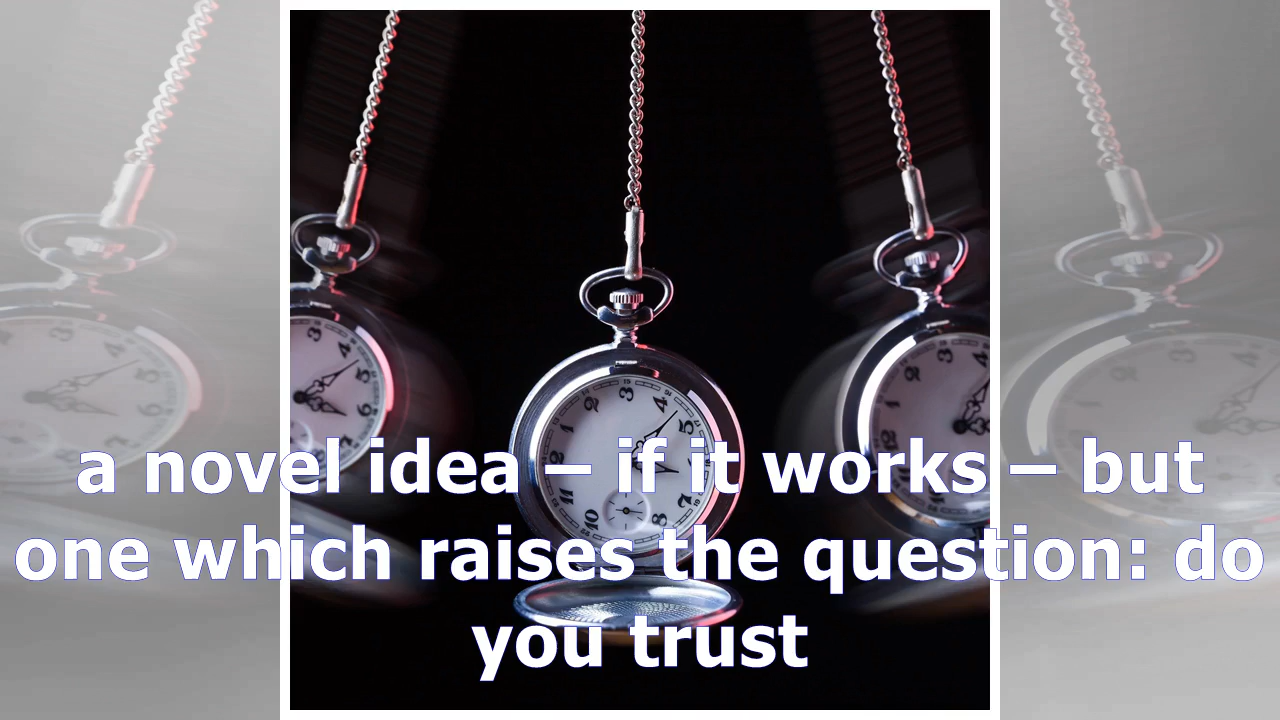 a novel idea – if it works – but
one which raises the question: do
you trust